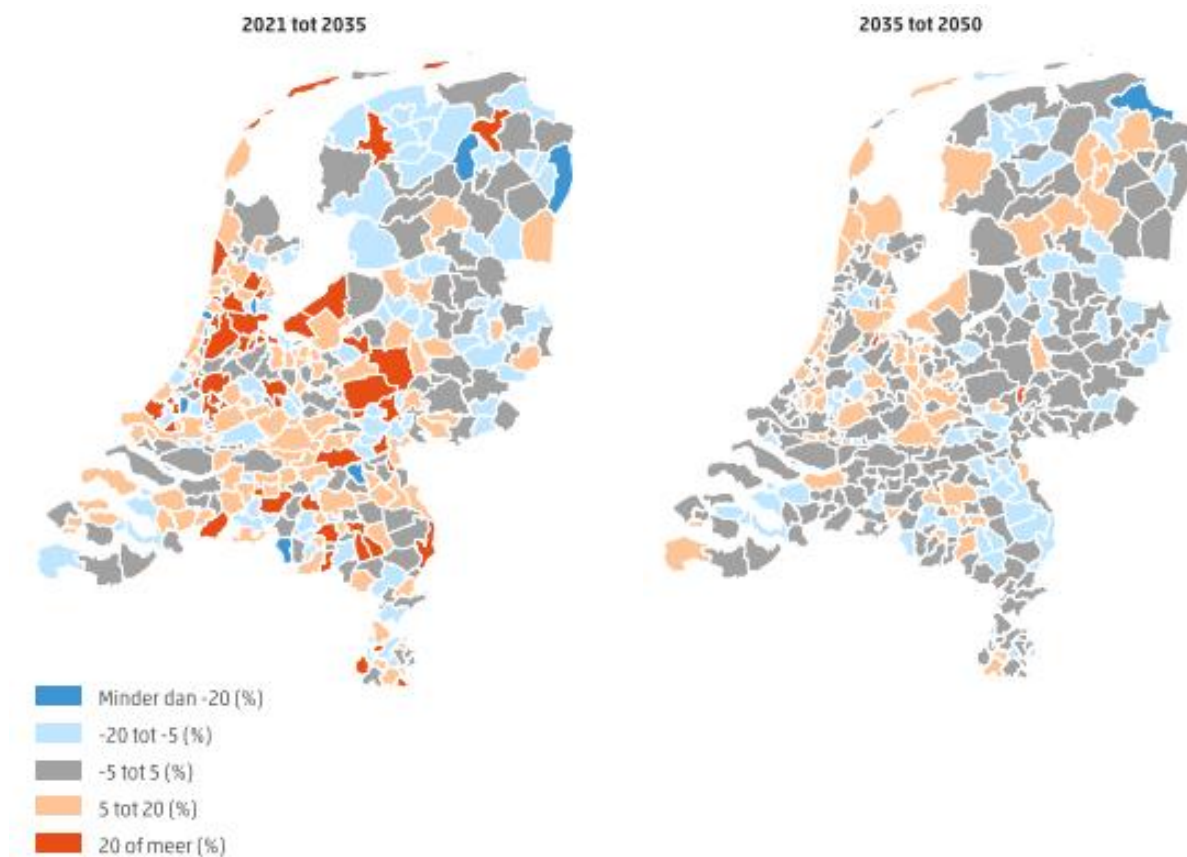 2021 tot 2035
2035 tot 2050
Minder dan -20 (%)
-20 tot -5 (%)
-5 tot 5 (%)
5 tot 20 (%)
20 of meer (%)